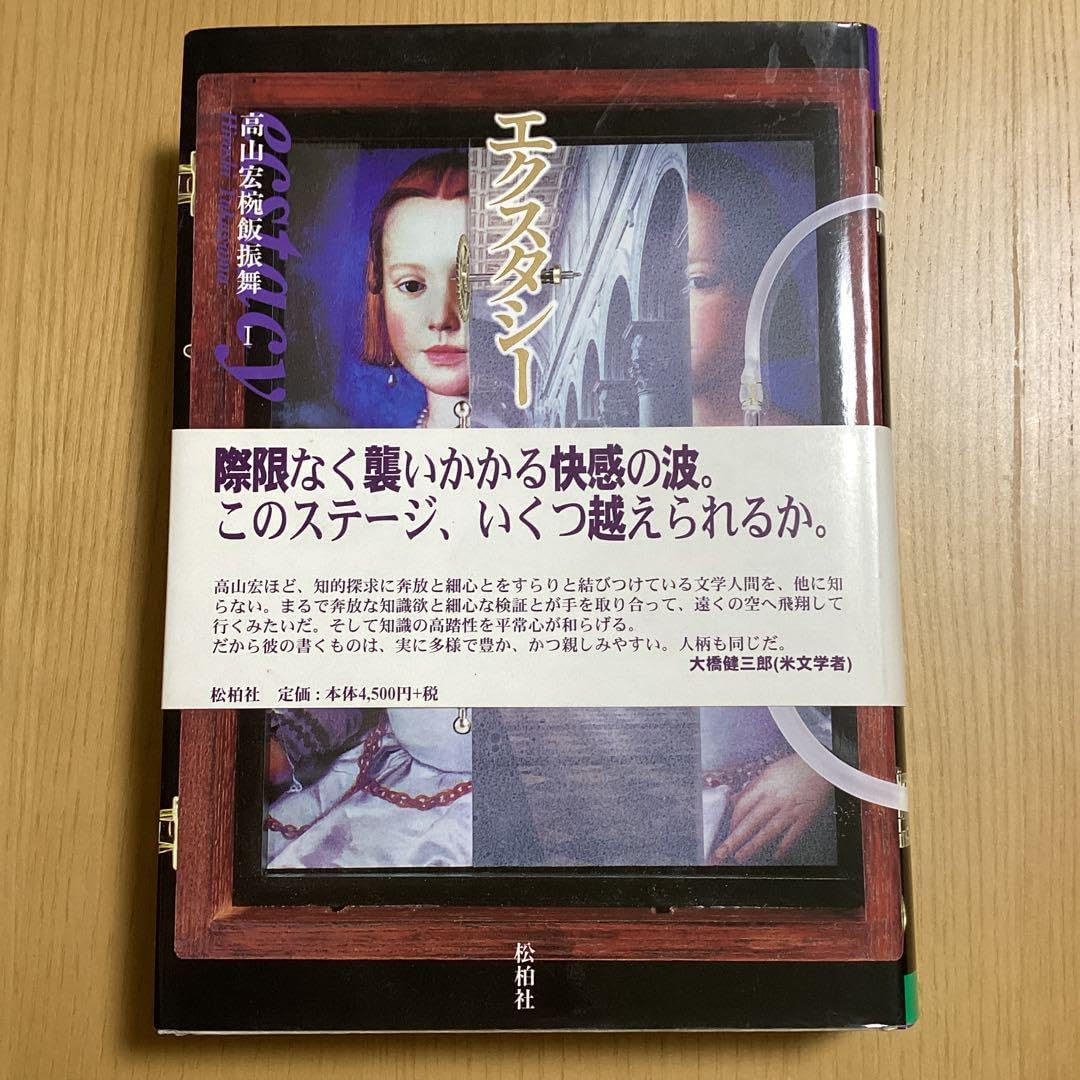 エクスタシー
ecstacy
高山宏椀飯振舞 I
Hiroshi Takayama
際限なく襲いかかる快感の波。
このステージ、いくつ越えられるか。
高山宏ほど、知的探求に奔放と細心とをすらりと結びつけている文学人間を、他に知
らない。まるで奔放な知識欲と細心な検証とが手を取り合って、遠くの空へ飛翔して
行くみたいだ。そして知識の高踏性を平常心が和らげる。
だから彼の書くものは、実に多様で豊か、かつ親しみやすい。人柄も同じだ。
大橋健三郎(米文学者)
松柏社 定価：本体4,500円+税
松柏社